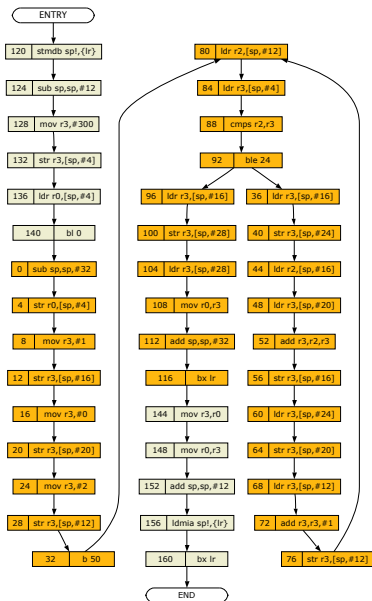 ENTRY
120 stmdb sp!,{lr}
124 sub sp,sp,#12
128 mov r3,#300
132 str r3,[sp,#4]
136 ldr r0,[sp,#4]
140 bl 0
0 sub sp,sp,#32
4 str r0,[sp,#4]
8 mov r3,#1
12 str r3,[sp,#16]
16 mov r3,#0
20 str r3,[sp,#20]
24 mov r3,#2
28 str r3,[sp,#12]
32 b 50
80 ldr r2,[sp,#12]
84 ldr r3,[sp,#4]
88 cmps r2,r3
92 ble 24
96 ldr r3,[sp,#16]
100 str r3,[sp,#28]
104 ldr r3,[sp,#28]
108 mov r0,r3
112 add sp,sp,#32
116 bx lr
144 mov r3,r0
148 mov r0,r3
152 add sp,sp,#12
156 ldmia sp!,{lr}
160 bx lr
END
36 ldr r3,[sp,#16]
40 str r3,[sp,#24]
44 ldr r2,[sp,#16]
48 ldr r3,[sp,#20]
52 add r3,r2,r3
56 str r3,[sp,#16]
60 ldr r3,[sp,#24]
64 str r3,[sp,#20]
68 ldr r3,[sp,#12]
72 add r3,r3,#1
76 str r3,[sp,#12]